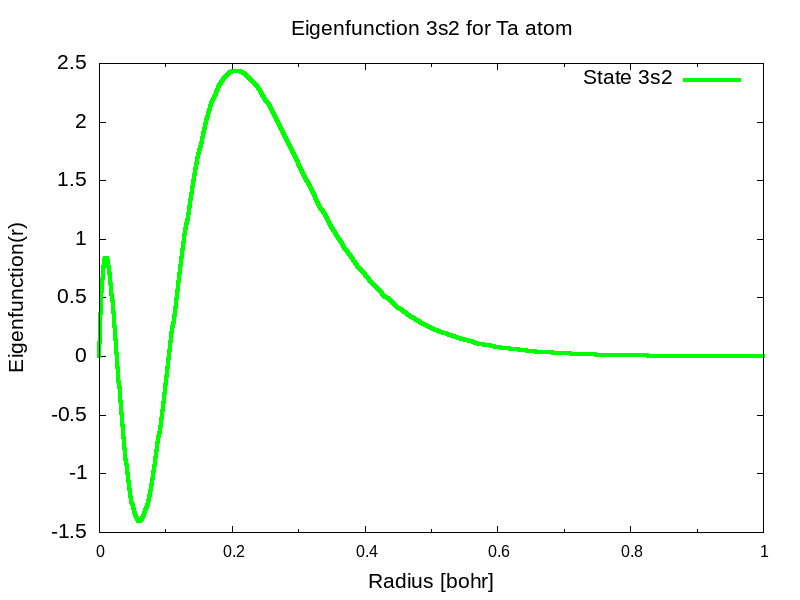 Eigenfunction 3s2 for Ta atom
State 3s2
2.5
2
1.5
1
0.5
0
-0.5
-1
-1.5
Eigenfunction(r)
0 0.2 0.4 0.6 0.8 1
Radius [bohr]